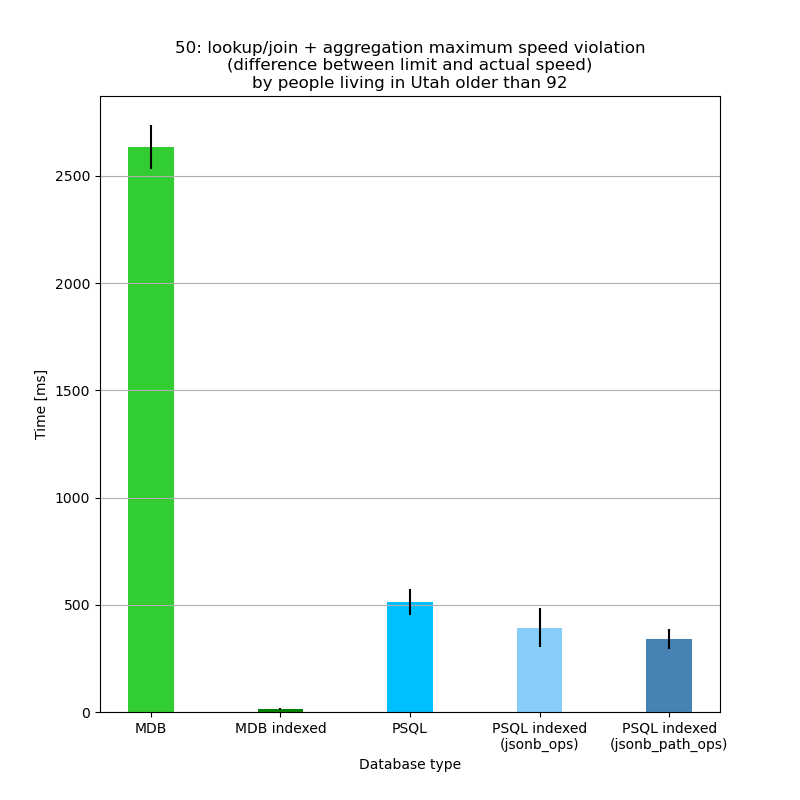 50: lookup/join + aggregation maximum speed violation
(difference between limit and actual speed)
by people living in Utah older than 92
Time [ms]
2500
2000
1500
1000
500
0
MDB
MDB indexed
PSQL
PSQL indexed
(jsonb_ops)
PSQL indexed
(jsonb_path_ops)
Database type